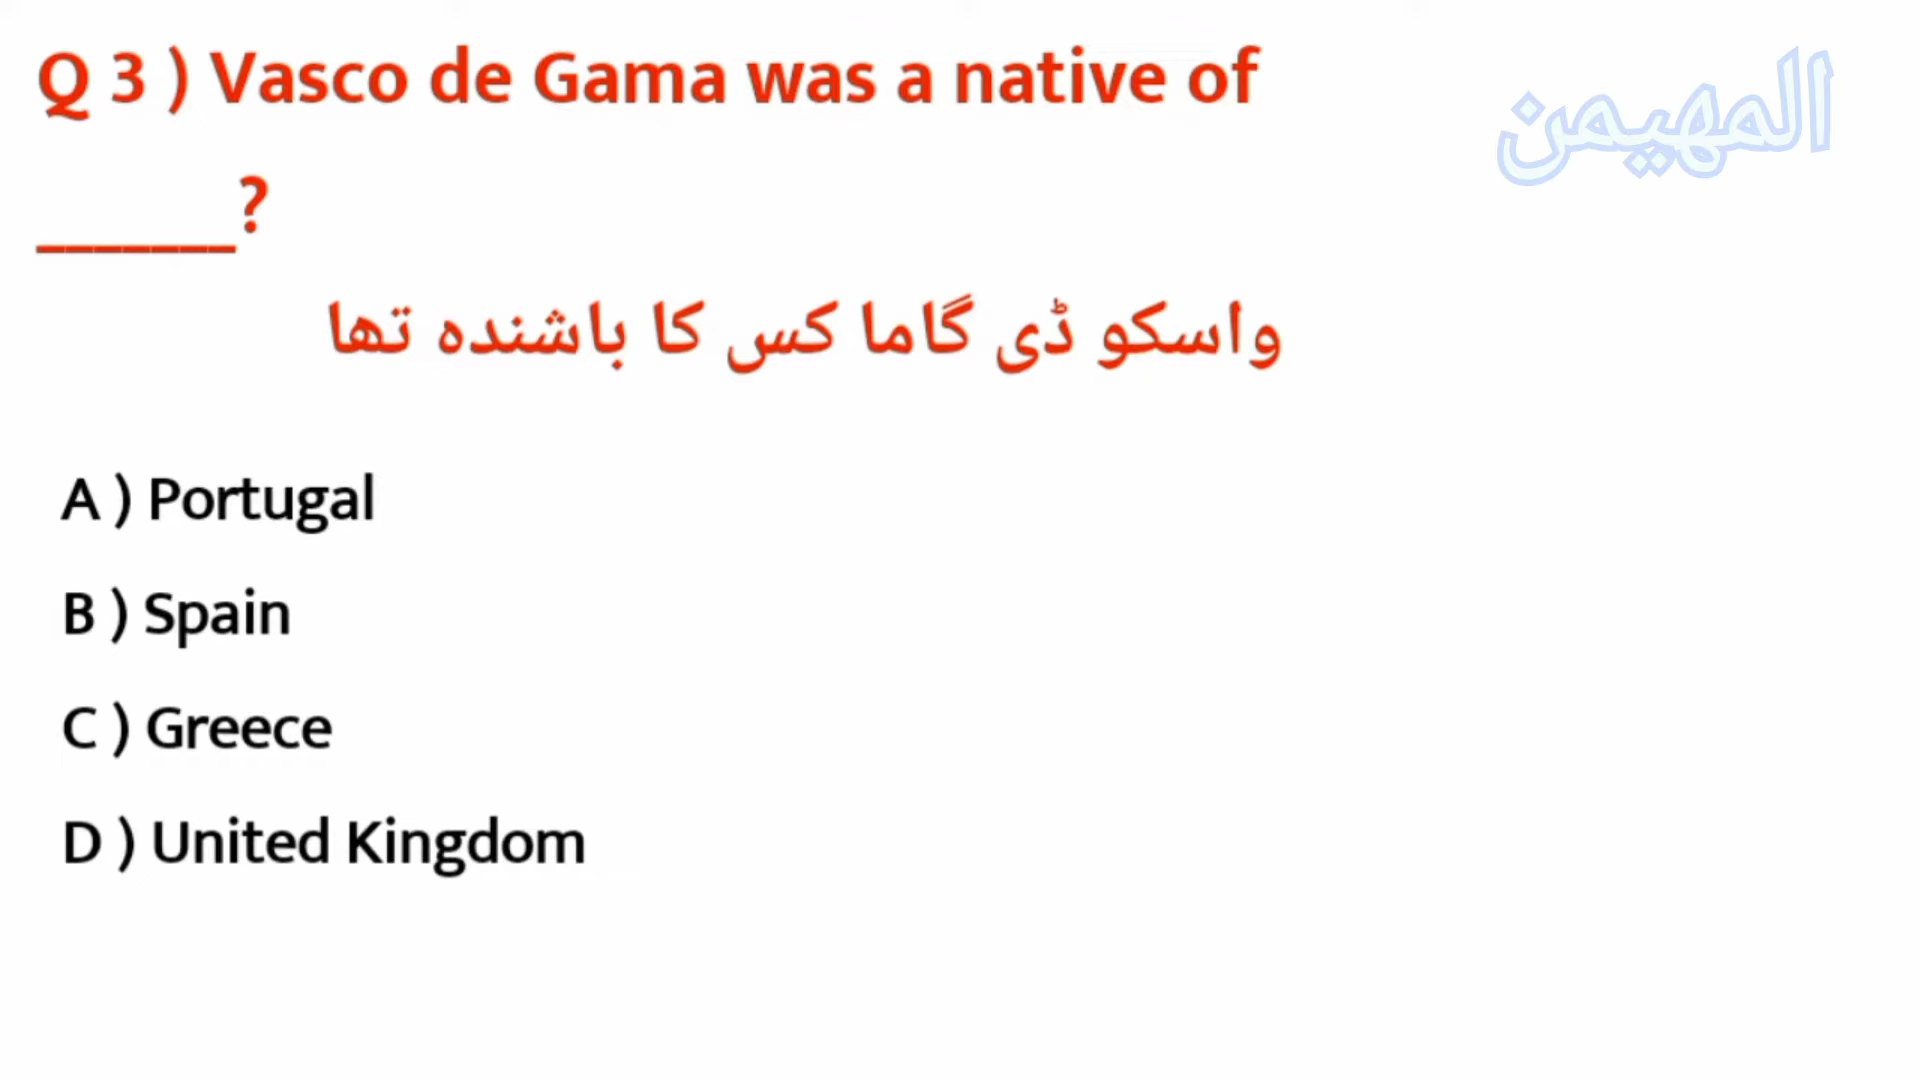 Q 3 ) Vasco de Gama was a native of
المهيمن
_______?
واسکو ڈی گاما کس کا باشندہ تھا
A ) Portugal
B ) Spain
C ) Greece
D ) United Kingdom